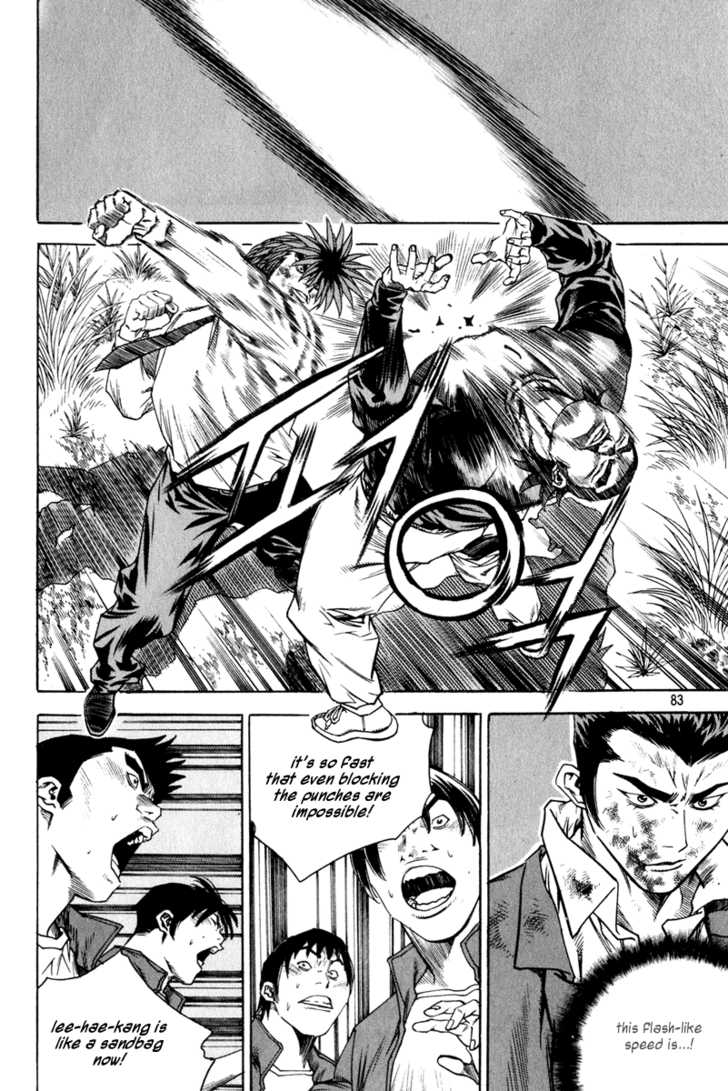 83
it's so fast
that even blocking
the punches are
impossible!
lee-hae-kang is
like a sandbag
now!
this flash-like
speed is...!